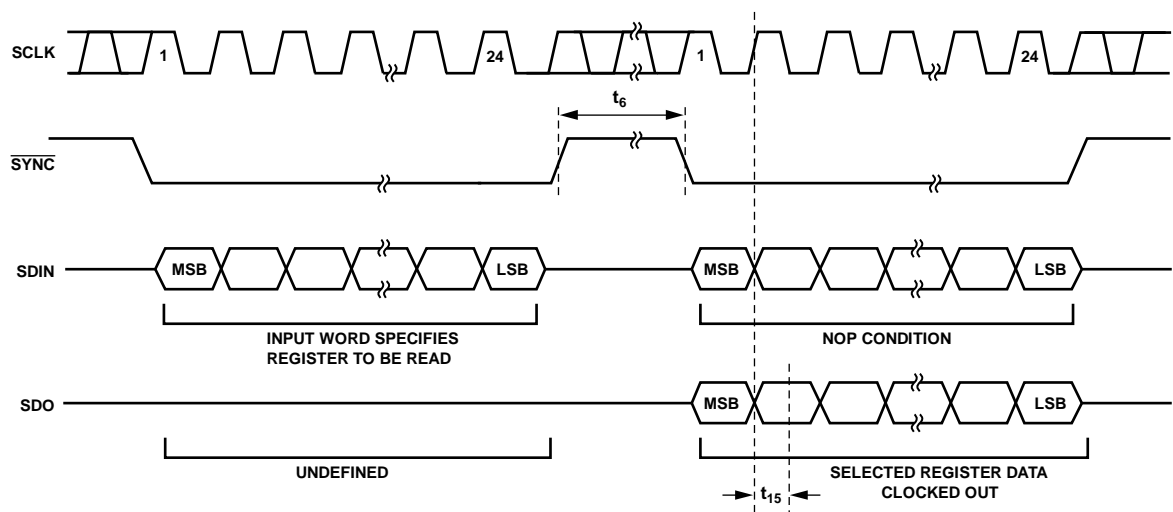 SCLK
1
24
1
24
t6
SYNC
SDIN
MSB
LSB
MSB
LSB
INPUT WORD SPECIFIES
REGISTER TO BE READ
NOP CONDITION
SDO
MSB
LSB
UNDEFINED
SELECTED REGISTER DATA
CLOCKED OUT
t15